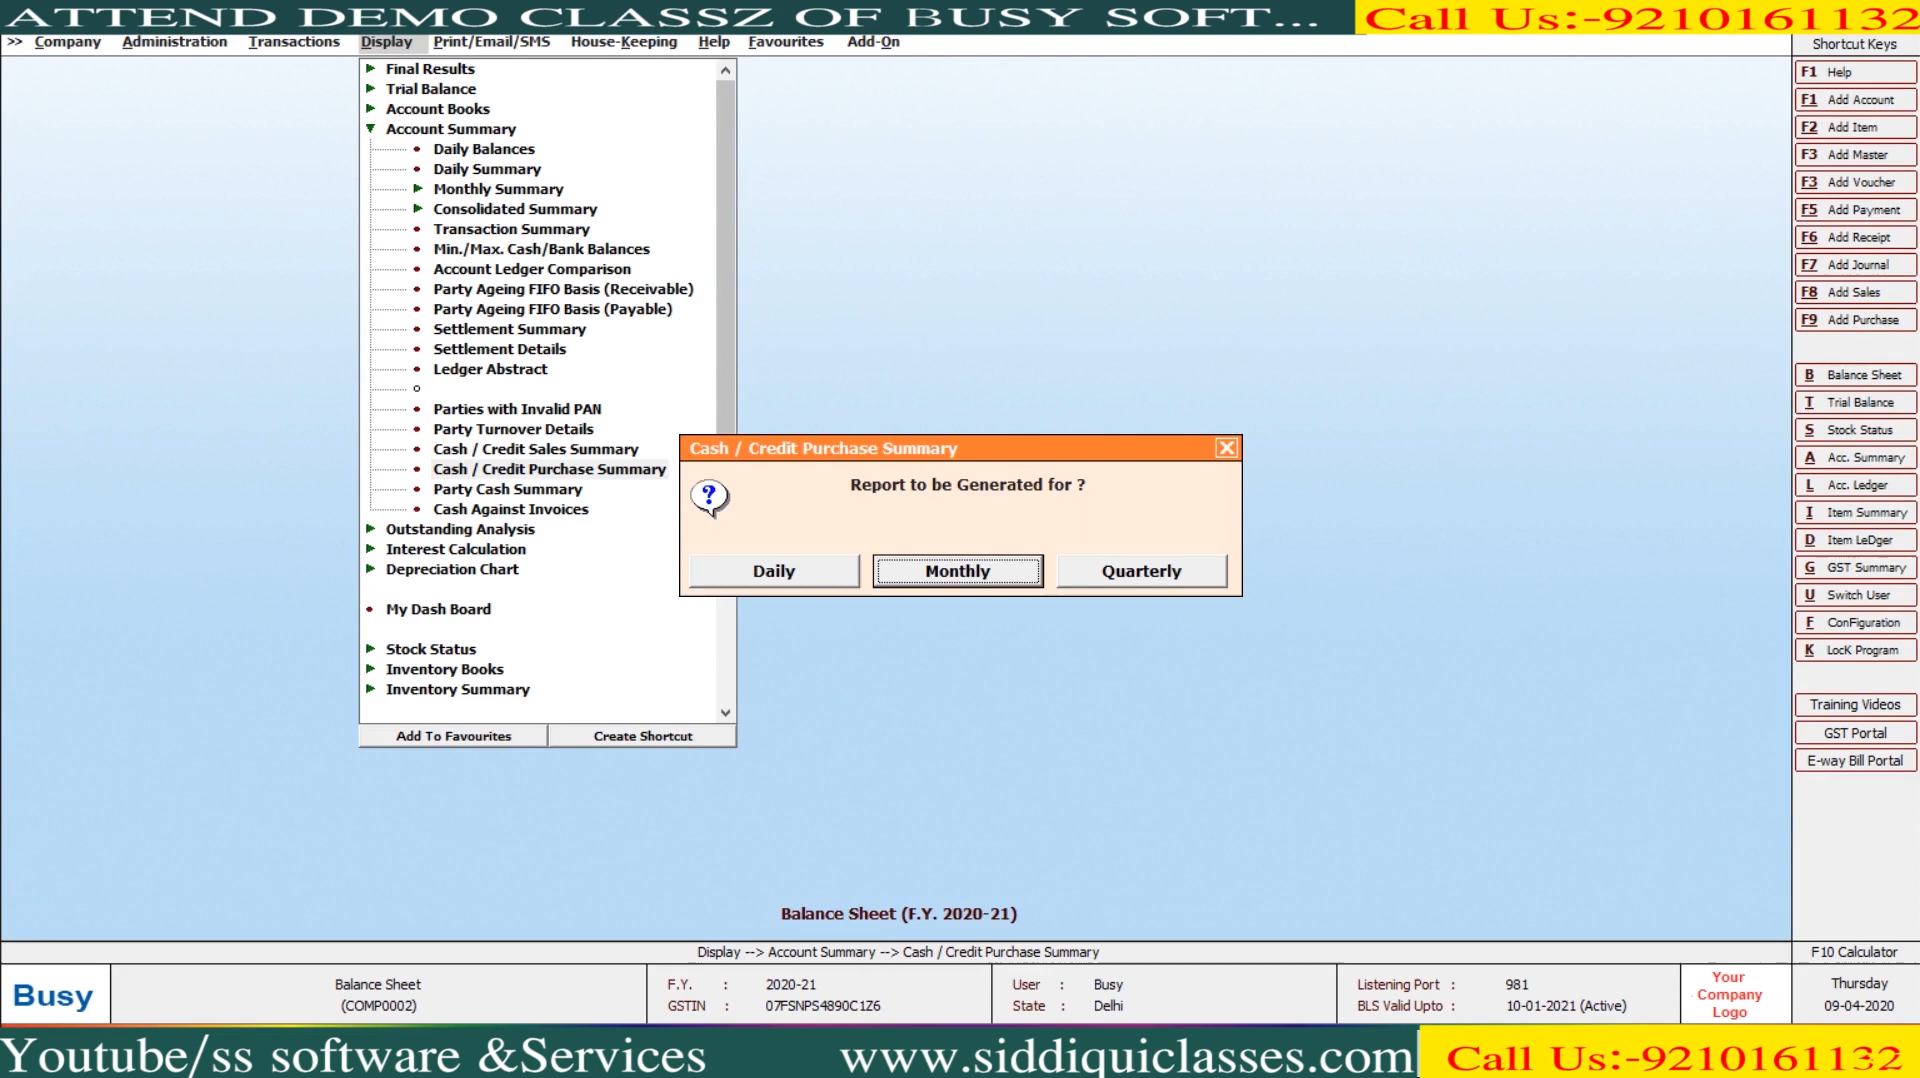 ATTEND DEMO CLASSZ OF BUSY SOFT... Call Us:-9210161132
>> Company Administration Transactions Display Print/Email/SMS House-Keeping Help Favourites Add-On
Final Results
Trial Balance
Account Books
Account Summary
Daily Balances
Daily Summary
Monthly Summary
Consolidated Summary
Transaction Summary
Min./Max. Cash/Bank Balances
Account Ledger Comparison
Party Ageing FIFO Basis (Receivable)
Party Ageing FIFO Basis (Payable)
Settlement Summary
Settlement Details
Ledger Abstract
Parties with Invalid PAN
Party Turnover Details
Cash / Credit Sales Summary
Cash / Credit Purchase Summary
Party Cash Summary
Cash Against Invoices
Outstanding Analysis
Interest Calculation
Depreciation Chart
My Dash Board
Stock Status
Inventory Books
Inventory Summary
Add To Favourites Create Shortcut
Cash / Credit Purchase Summary
Report to be Generated for ?
Daily Monthly Quarterly
Shortcut Keys
F1 Help
F1 Add Account
F2 Add Item
F3 Add Master
F3 Add Voucher
F5 Add Payment
F6 Add Receipt
F7 Add Journal
F8 Add Sales
F9 Add Purchase
B Balance Sheet
T Trial Balance
S Stock Status
A Acc. Summary
L Acc. Ledger
I Item Summary
D Item LeDger
G GST Summary
U Switch User
F ConFiguration
K LocK Program
Training Videos
GST Portal
E-way Bill Portal
Balance Sheet (F.Y. 2020-21)
Display --> Account Summary --> Cash / Credit Purchase Summary F10 Calculator
Busy
Balance Sheet
(COMP0002)
F.Y. : 2020-21
GSTIN : 07FSNPS4890C1Z6
User : Busy
State : Delhi
Listening Port : 981
BLS Valid Upto : 10-01-2021 (Active)
Your
Company
Logo
Thursday
09-04-2020
Youtube/ss software &Services www.siddiquiclasses.com Call Us:-9210161132